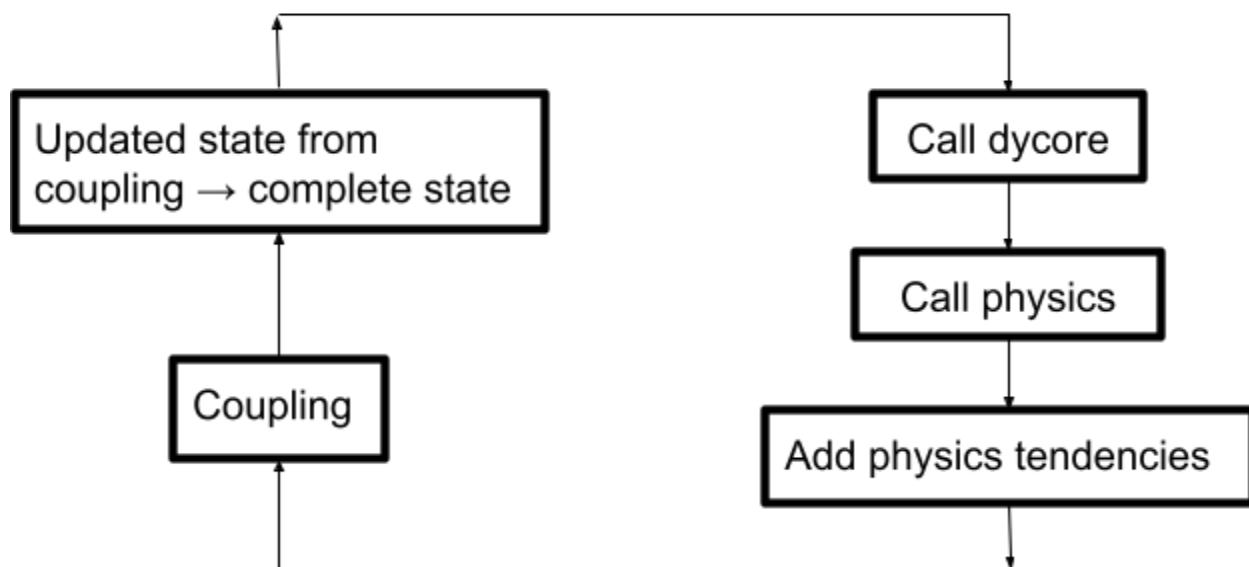 Updated state from
coupling → complete state
Coupling
Call dycore
Call physics
Add physics tendencies